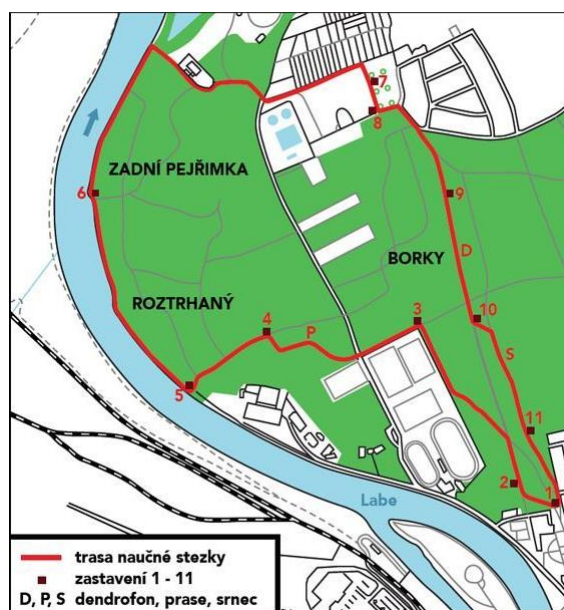 7
8
ZADNÍ PEJŘIMKA
6
9
D
BORKY
ROZTRHANÝ
4
P
3
10
S
5
11
2
1
Labe
trasa naučné stezky
zastavení 1 - 11
D, P, S dendrofon, prase, srnec